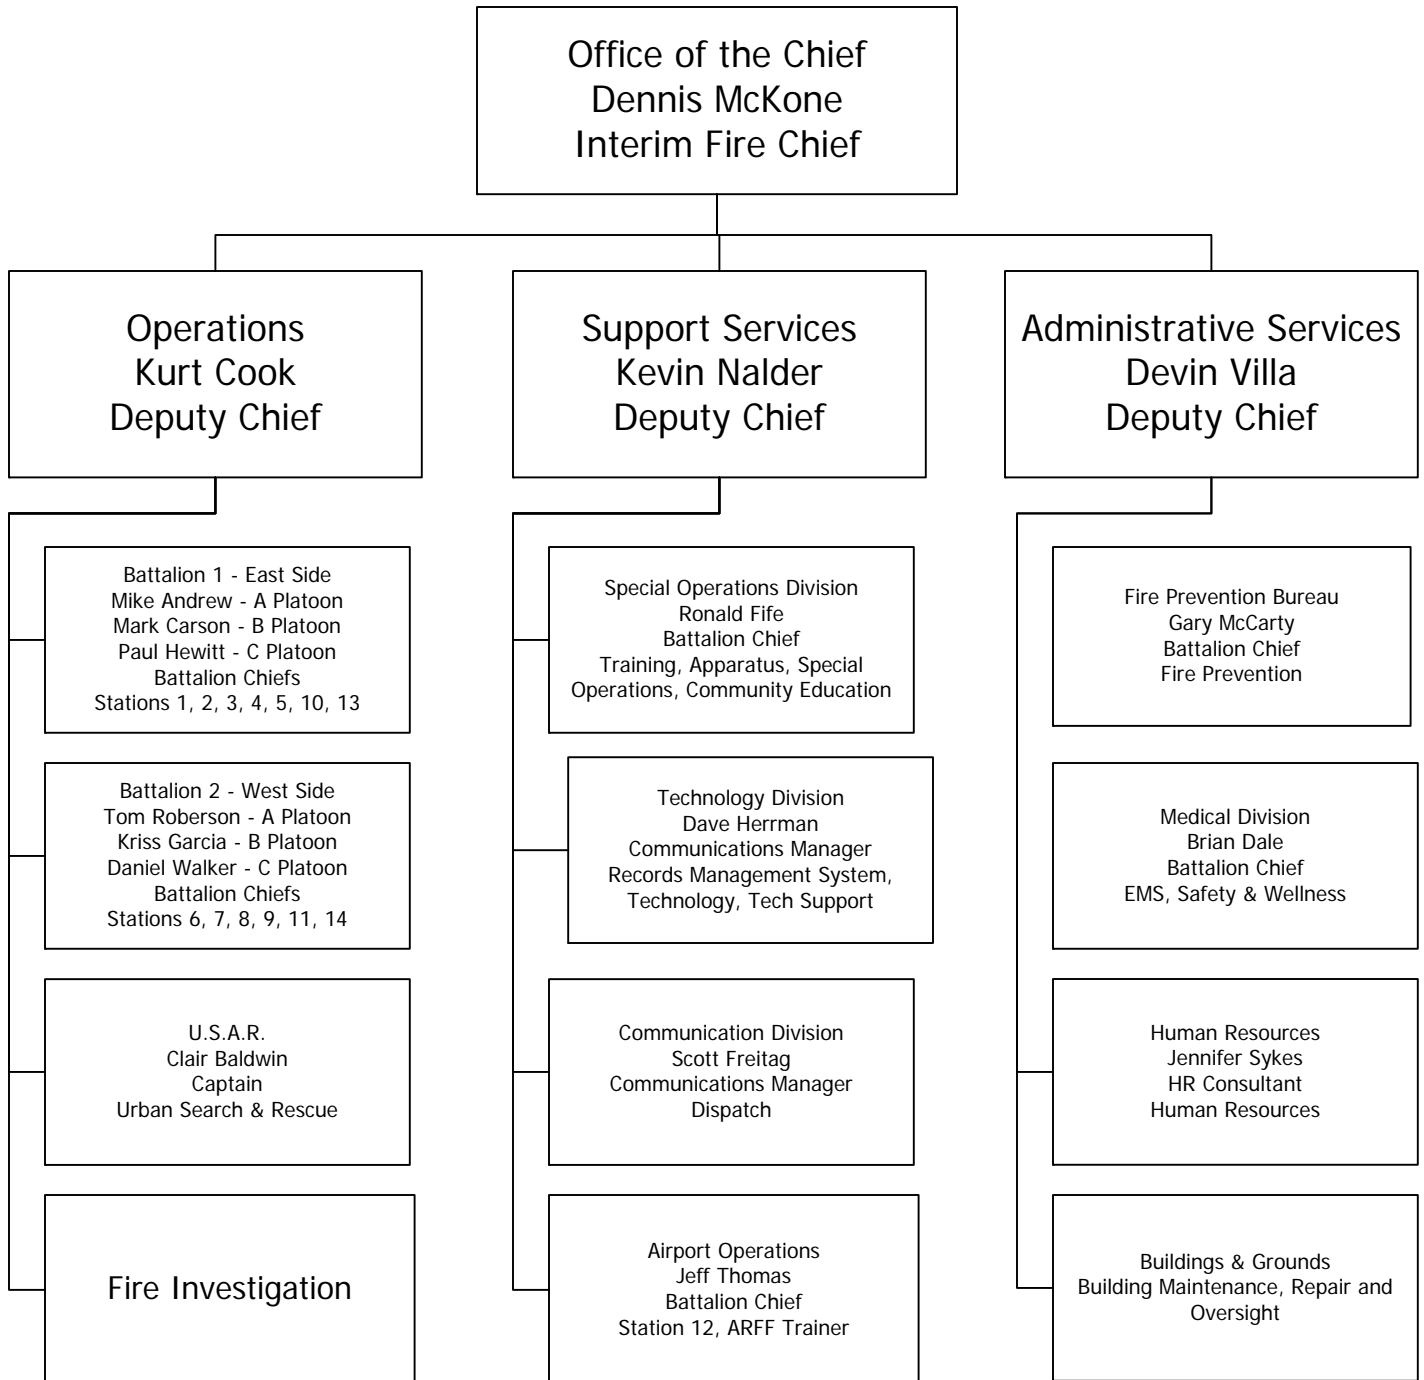 Office of the Chief
Dennis McKone
Interim Fire Chief
Operations
Kurt Cook
Deputy Chief
Battalion 1 - East Side
Mike Andrew - A Platoon
Mark Carson - B Platoon
Paul Hewitt - C Platoon
Battalion Chiefs
Stations 1, 2, 3, 4, 5, 10, 13
Battalion 2 - West Side
Tom Roberson - A Platoon
Kriss Garcia - B Platoon
Daniel Walker - C Platoon
Battalion Chiefs
Stations 6, 7, 8, 9, 11, 14
U.S.A.R.
Clair Baldwin
Captain
Urban Search & Rescue
Fire Investigation
Support Services
Kevin Nalder
Deputy Chief
Special Operations Division
Ronald Fife
Battalion Chief
Training, Apparatus, Special
Operations, Community Education
Technology Division
Dave Herrman
Communications Manager
Records Management System,
Technology, Tech Support
Communication Division
Scott Freitag
Communications Manager
Dispatch
Airport Operations
Jeff Thomas
Battalion Chief
Station 12, ARFF Trainer
Administrative Services
Devin Villa
Deputy Chief
Fire Prevention Bureau
Gary McCarty
Battalion Chief
Fire Prevention
Medical Division
Brian Dale
Battalion Chief
EMS, Safety & Wellness
Human Resources
Jennifer Sykes
HR Consultant
Human Resources
Buildings & Grounds
Building Maintenance, Repair and
Oversight